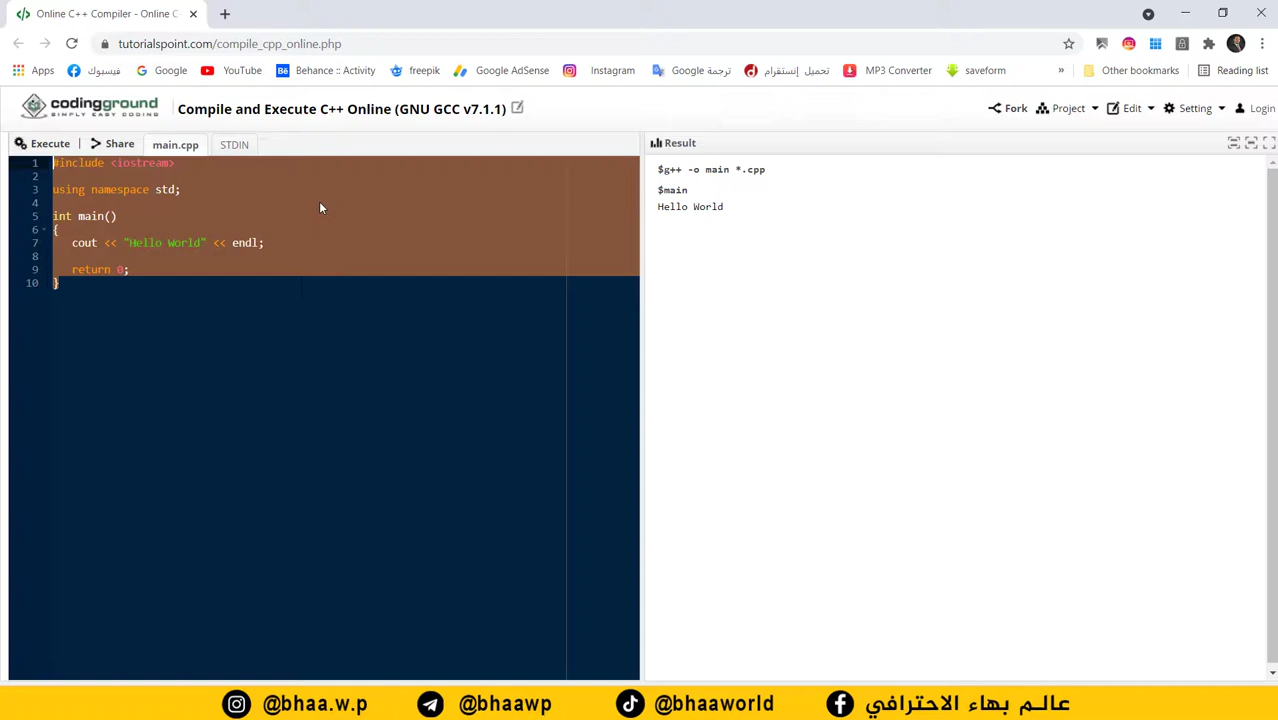 Online C++ Compiler - Online C
tutorialspoint.com/compile_cpp_online.php
Apps فيسبوك Google YouTube Behance :: Activity freepik Google AdSense Instagram ترجمة Google تحميل إنستقرام MP3 Converter saveform » Other bookmarks Reading list
codingground
SIMPLY EASY CODING
Compile and Execute C++ Online (GNU GCC v7.1.1)
Fork Project Edit Setting Login
Execute | Share main.cpp STDIN
Result
1 #include <iostream>
2
3 using namespace std;
4
5 int main()
6 {
7 cout << "Hello World" << endl;
8
9 return 0;
10 }
$g++ -o main *.cpp
$main
Hello World
@bhaa.w.p @bhaawp @bhaaworld عالم بهاء الاحترافي